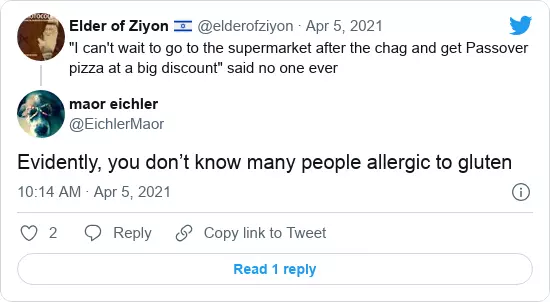 Elder of Ziyon 🇮🇱 @elderofziyon · Apr 5, 2021
"I can't wait to go to the supermarket after the chag and get Passover
pizza at a big discount" said no one ever
maor eichler
@EichlerMaor
Evidently, you don’t know many people allergic to gluten
10:14 AM · Apr 5, 2021
2 Reply Copy link to Tweet
Read 1 reply